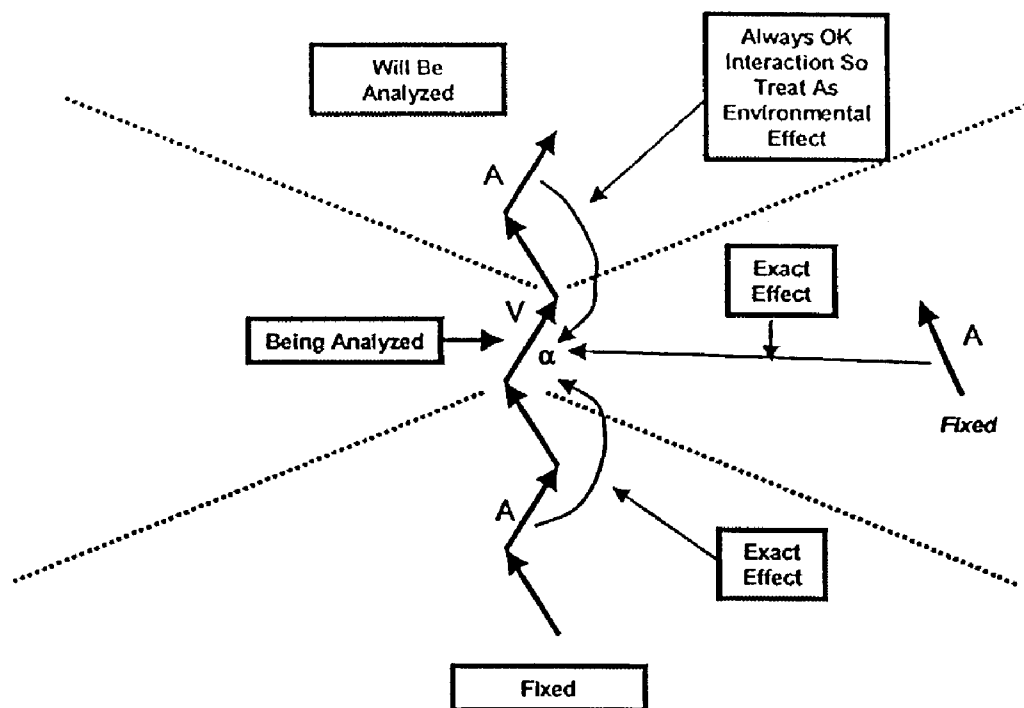 Will Be
Analyzed
Always OK
Interaction So
Treat As
Environmental
Effect
A
Exact
Effect
V
Being Analyzed
α
A
Fixed
A
Exact
Effect
Fixed